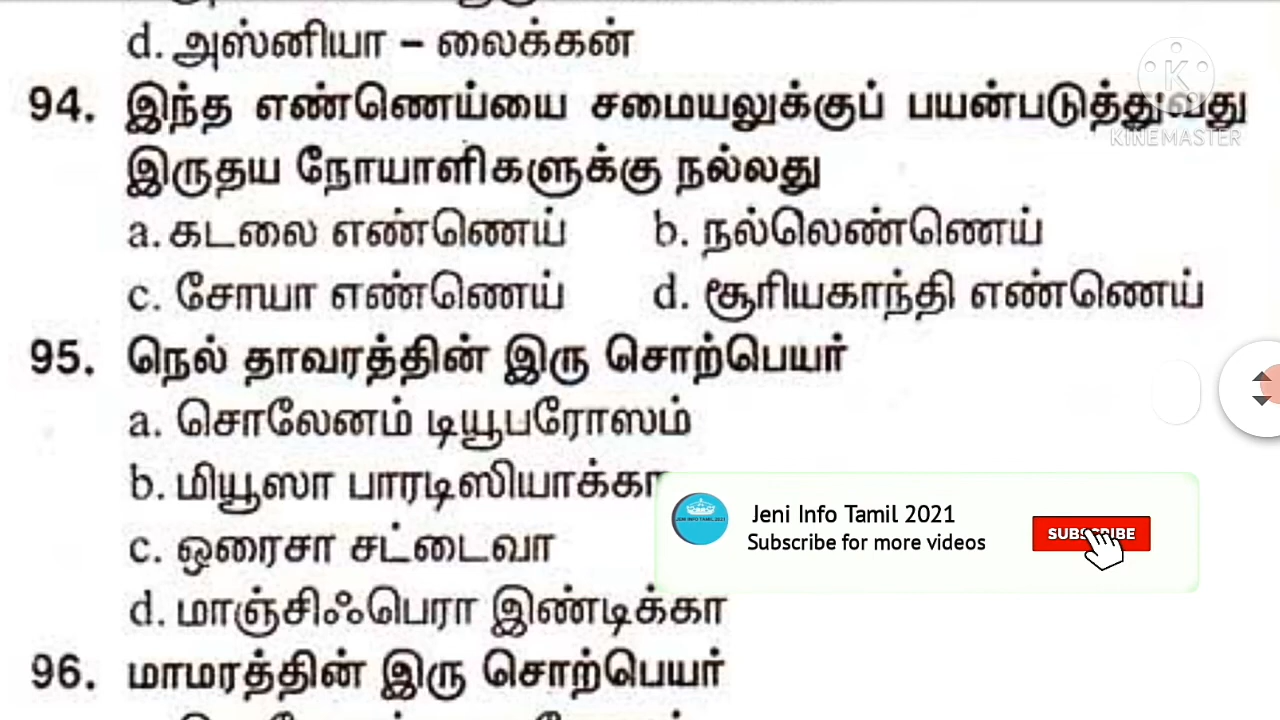 d. அஸ்னியா – லைக்கன்
94. இந்த எண்ணெய்யை சமையலுக்குப் பயன்படுத்துவது
KINEMASTER
இருதய நோயாளிகளுக்கு நல்லது
a. கடலை எண்ணெய் b. நல்லெண்ணெய்
c. சோயா எண்ணெய் d. சூரியகாந்தி எண்ணெய்
95. நெல் தாவரத்தின் இரு சொற்பெயர்
a. சொலேனம் டியூபரோஸம்
b. மியூஸா பாரடிஸியாக்கா
Jeni Info Tamil 2021
Subscribe for more videos
SUBSCRIBE
c. ஒரைசா சட்டைவா
d. மாஞ்சிஃபெரா இண்டிக்கா
96. மாமரத்தின் இரு சொற்பெயர்